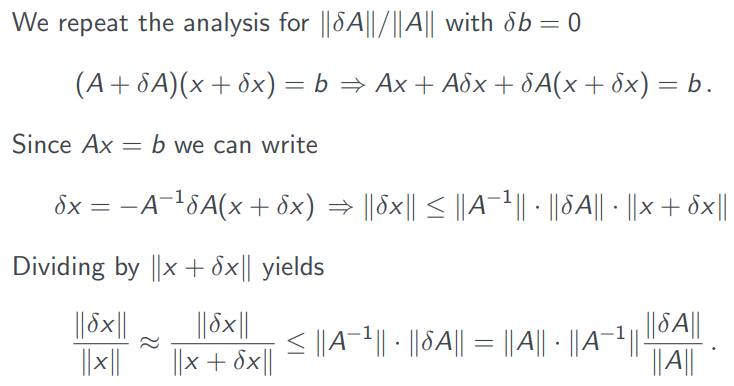 We repeat the analysis for ‖δA‖/‖A‖ with δb = 0
(A + δA)(x + δx) = b ⇒ Ax + Aδx + δA(x + δx) = b .
Since Ax = b we can write
δx = −A⁻¹δA(x + δx) ⇒ ‖δx‖ ≤ ‖A⁻¹‖ · ‖δA‖ · ‖x + δx‖
Dividing by ‖x + δx‖ yields
‖δx‖/‖x‖ ≈ ‖δx‖/‖x + δx‖ ≤ ‖A⁻¹‖ · ‖δA‖ = ‖A‖ · ‖A⁻¹‖ ‖δA‖/‖A‖ .